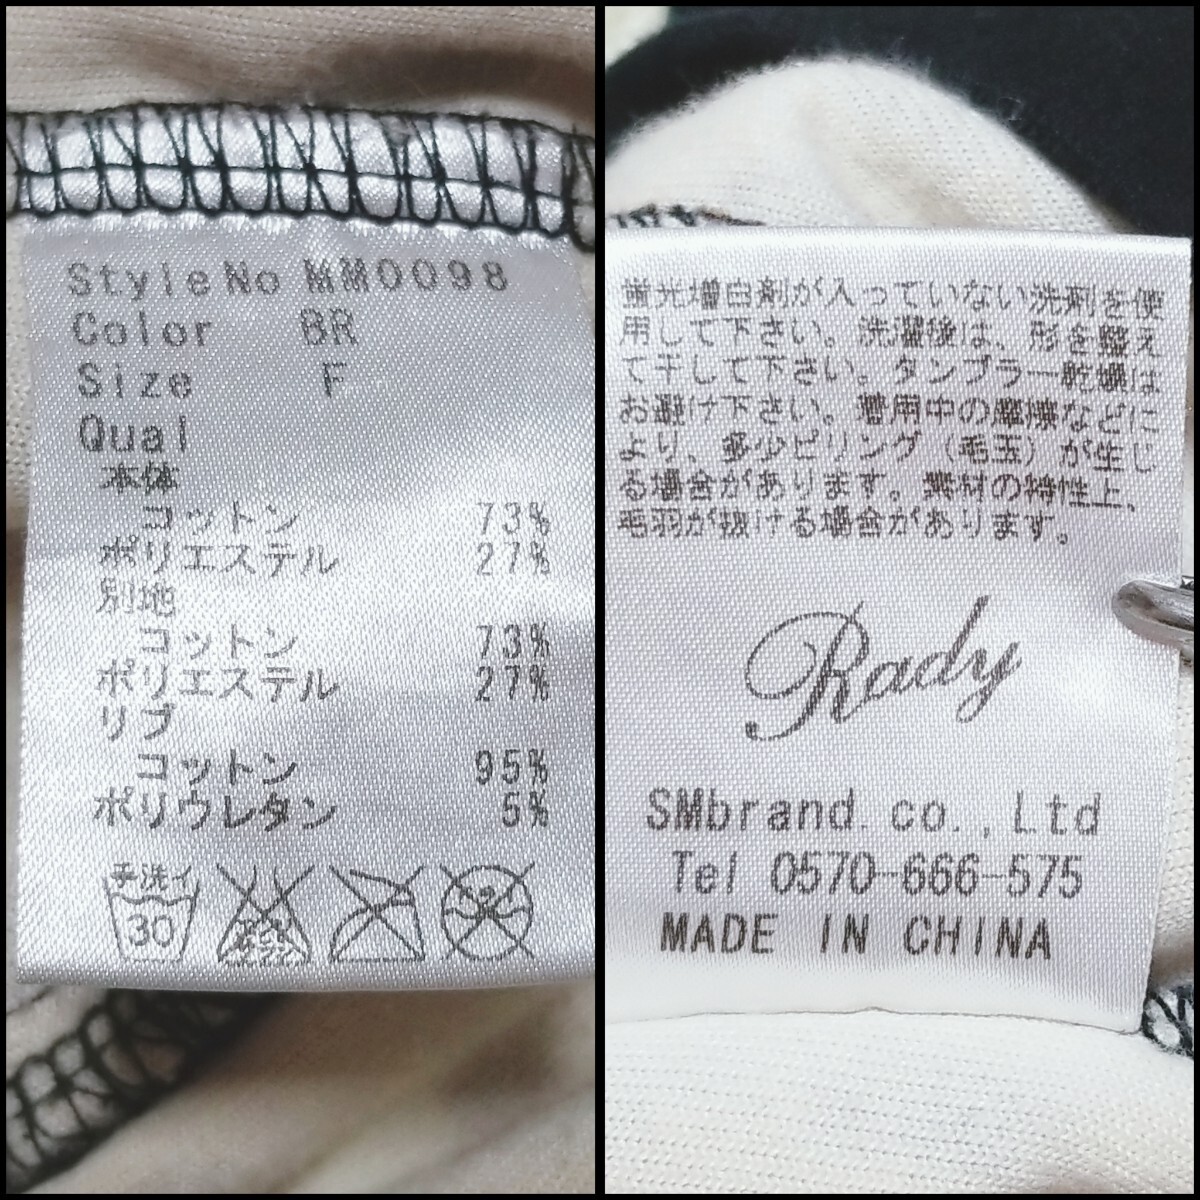 Style No MM0098
Color BR
Size F
Qual
本体
コットン 73%
ポリエステル 27%
別地
コットン 73%
ポリエステル 27%
リブ
コットン 95%
ポリウレタン 5%
手洗イ
30
蛍光増白剤が入っていない洗剤を使
用して下さい。洗濯後は、形を整え
て干して下さい。タンブラー乾燥は
お避け下さい。着用中の摩擦などに
より、多少ピリング（毛玉）が生じ
る場合があります。素材の特性上、
毛羽が抜ける場合があります。
Rady
SMbrand.co.,Ltd
Tel 0570-666-575
MADE IN CHINA